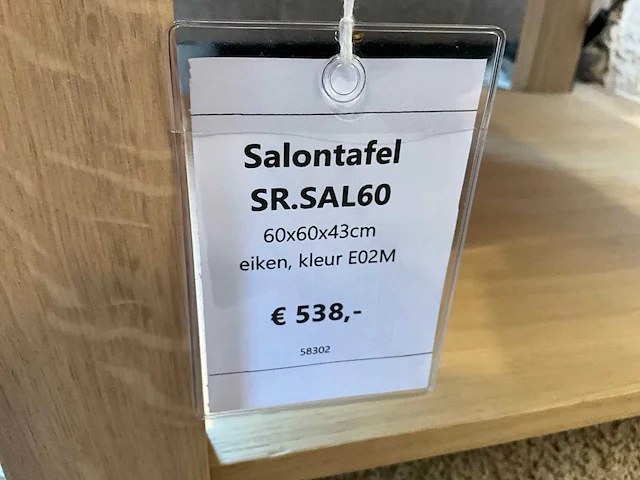 Salontafel
SR.SAL60
60x60x43cm
eiken, kleur E02M
€ 538,-
58302